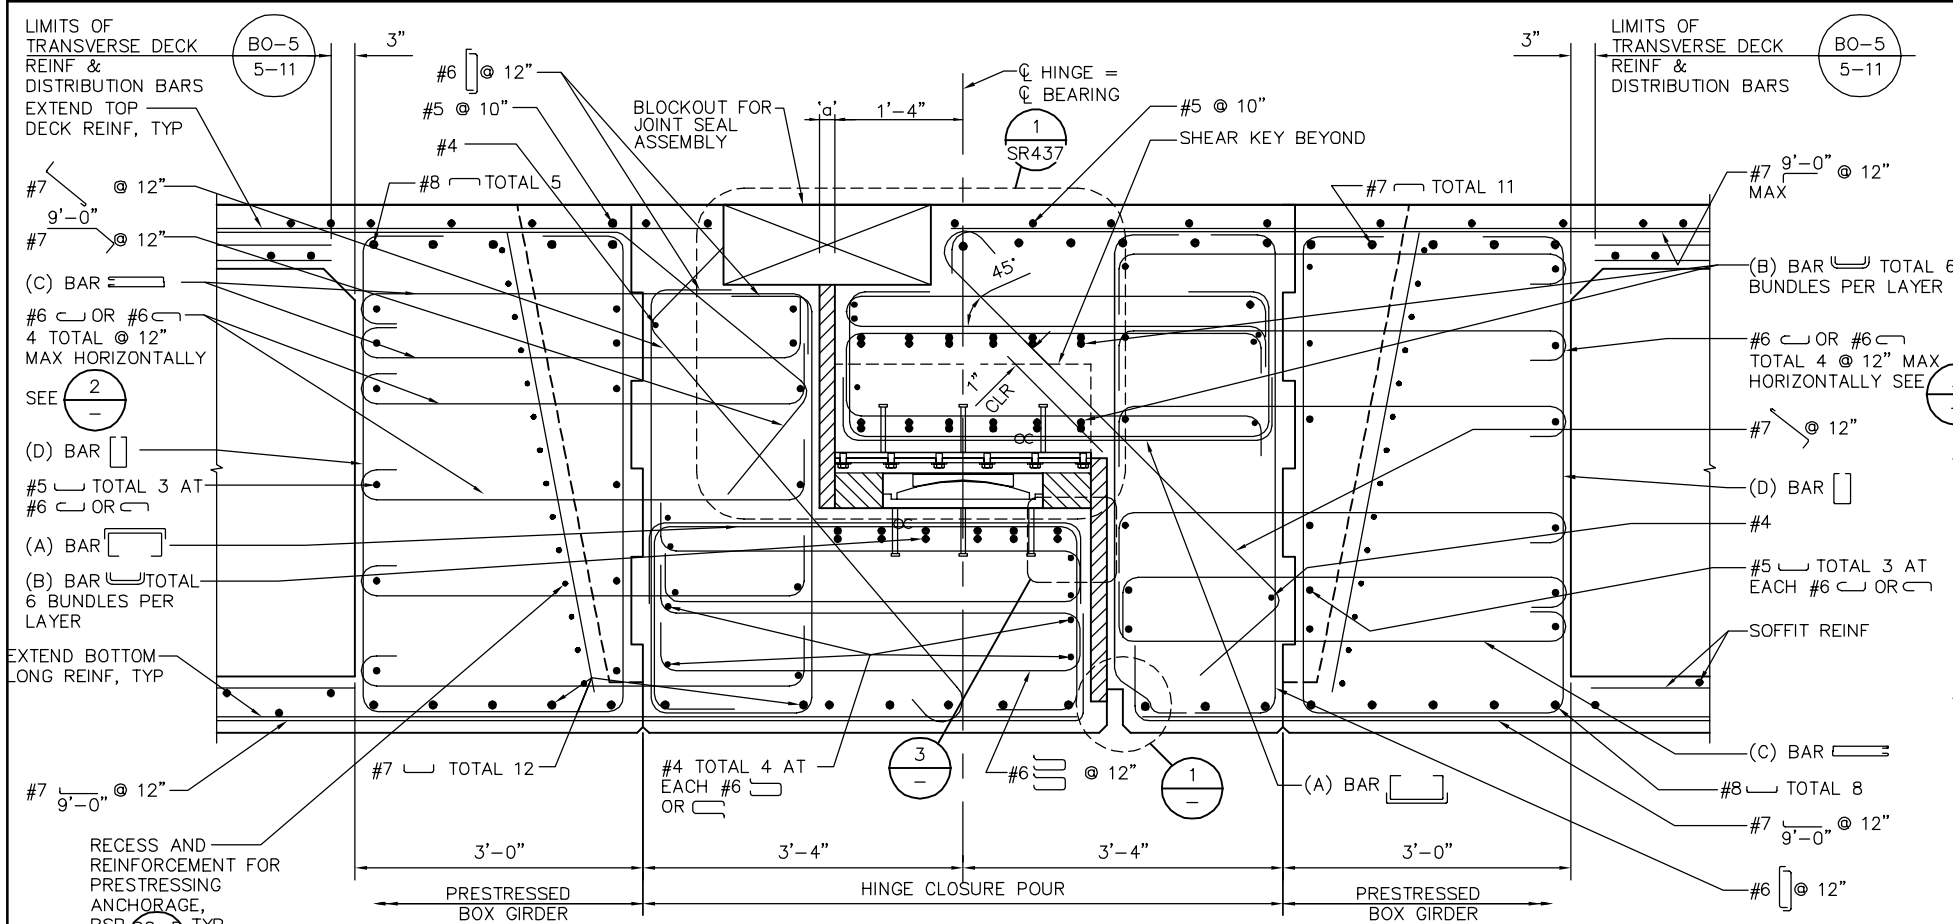 LIMITS OF
TRANSVERSE DECK
REINF &
DISTRIBUTION BARS
BO-5
5-11
3"
EXTEND TOP
DECK REINF, TYP
#7 @ 12"
9'-0"
#7 @ 12"
(C) BAR
#6 OR #6
4 TOTAL @ 12"
MAX HORIZONTALLY
SEE
2
-
(D) BAR
#5 TOTAL 3 AT
#6 OR
(A) BAR
(B) BAR TOTAL
6 BUNDLES PER
LAYER
EXTEND BOTTOM
LONG REINF, TYP
#7 @ 12"
9'-0"
RECESS AND
REINFORCEMENT FOR
PRESTRESSING
ANCHORAGE,
TYP
#6 @ 12"
#5 @ 10"
#4
#8 TOTAL 5
BLOCKOUT FOR
JOINT SEAL
ASSEMBLY
'a'
1'-4"
℄ HINGE =
℄ BEARING
1
SR437
#5 @ 10"
SHEAR KEY BEYOND
#7 TOTAL 11
45°
1"
CLR
#7 TOTAL 12
#4 TOTAL 4 AT
EACH #6
OR
3
-
#6 @ 12"
1
-
(A) BAR
3'-0"
3'-4"
3'-4"
3'-0"
PRESTRESSED
BOX GIRDER
HINGE CLOSURE POUR
PRESTRESSED
BOX GIRDER
3"
LIMITS OF
TRANSVERSE DECK
REINF &
DISTRIBUTION BARS
BO-5
5-11
#7 9'-0" @ 12"
MAX
(B) BAR TOTAL 6
BUNDLES PER LAYER
#6 OR #6
TOTAL 4 @ 12" MAX
HORIZONTALLY SEE
#7 @ 12"
(D) BAR
#4
#5 TOTAL 3 AT
EACH #6 OR
SOFFIT REINF
(C) BAR
#8 TOTAL 8
#7 @ 12"
9'-0"
#6 @ 12"